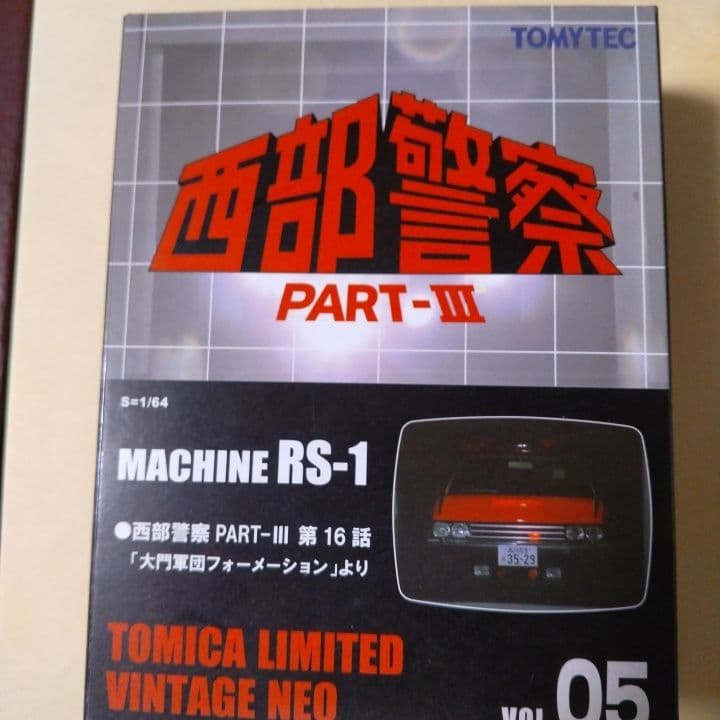 TOMYTEC
西部警察
PART-III
S=1/64
MACHINE RS-1
●西部警察 PART-III 第16話
「大門軍団フォーメーション」より
35-29
TOMICA LIMITED
VINTAGE NEO
VOL 05